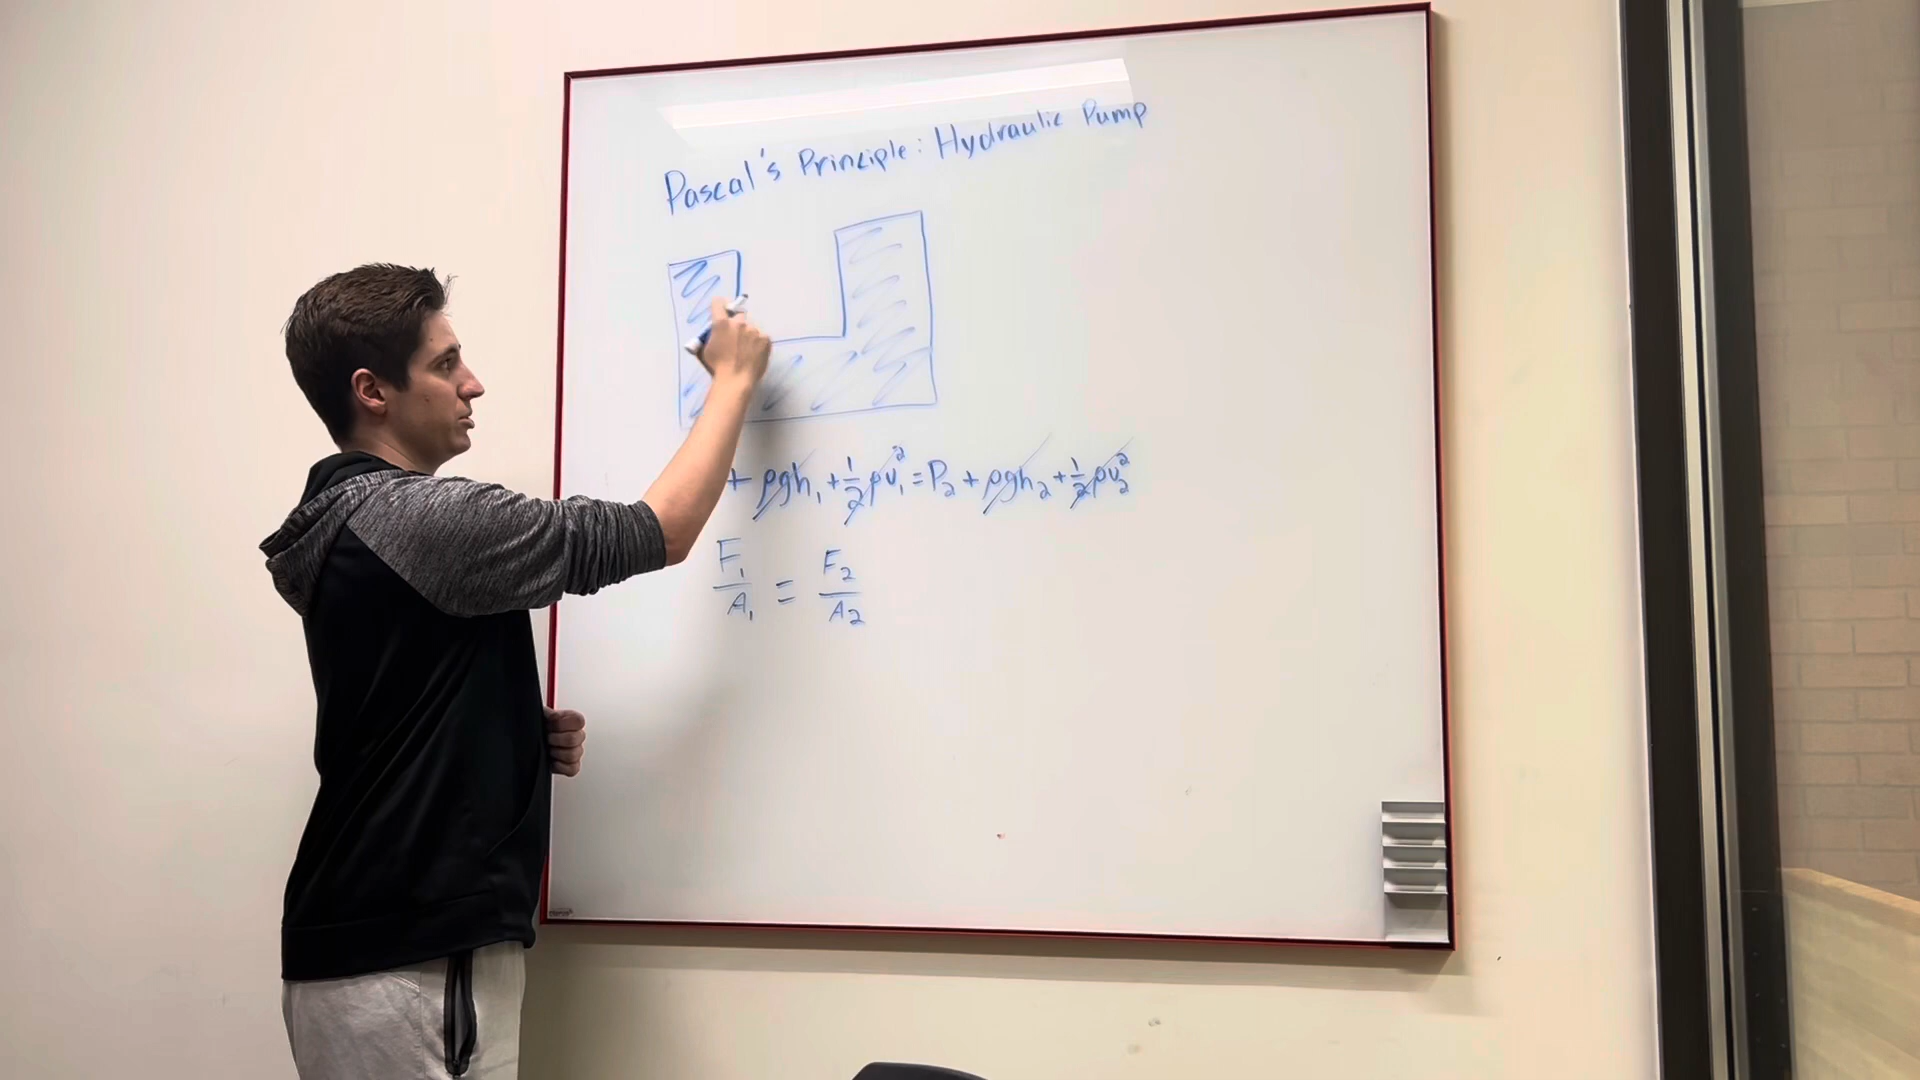 Pascal's Principle: Hydraulic Pump
+ ρgh₁ + ½ρv₁² = P₂ + ρgh₂ + ½ρv₂²
F₁/A₁ = F₂/A₂